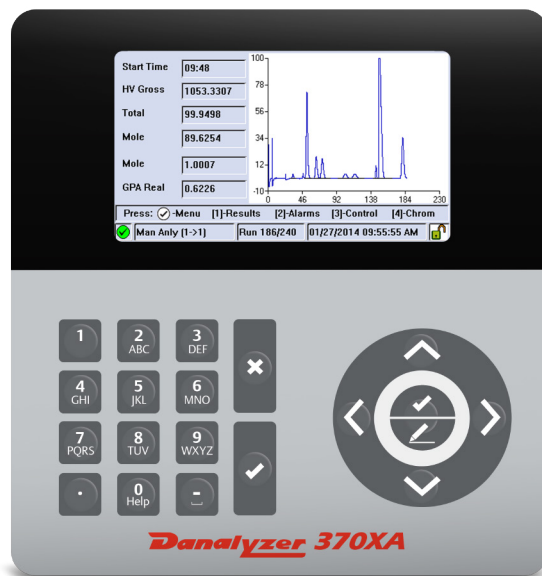 Start Time 09:48
HV Gross 1053.3307
Total 99.9498
Mole 89.6254
Mole 1.0007
GPA Real 0.6226
100
78
56
34
12
-10
0 46 92 138 184 230
Press: -Menu [1]-Results [2]-Alarms [3]-Control [4]-Chrom
Man Anly (1->1) Run 186/240 01/27/2014 09:55:55 AM
1 2 3
ABC DEF
4 5 6
GHI JKL MNO
7 8 9
PQRS TUV WXYZ
. 0 -
Help
Danalyzer 370XA